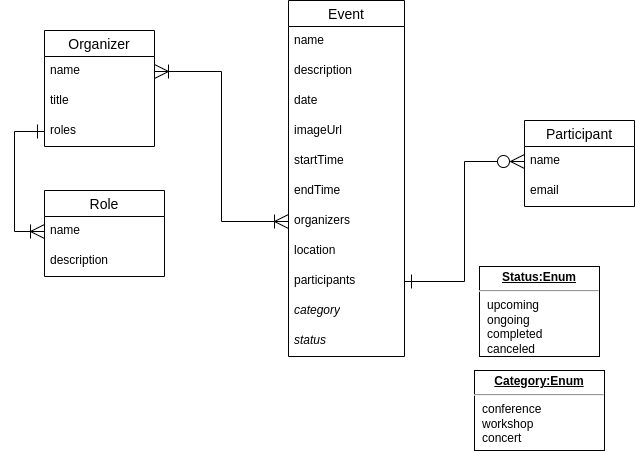 Organizer
name
title
roles
Role
name
description
Event
name
description
date
imageUrl
startTime
endTime
organizers
location
participants
category
status
Participant
name
email
Status:Enum
upcoming
ongoing
completed
canceled
Category:Enum
conference
workshop
concert